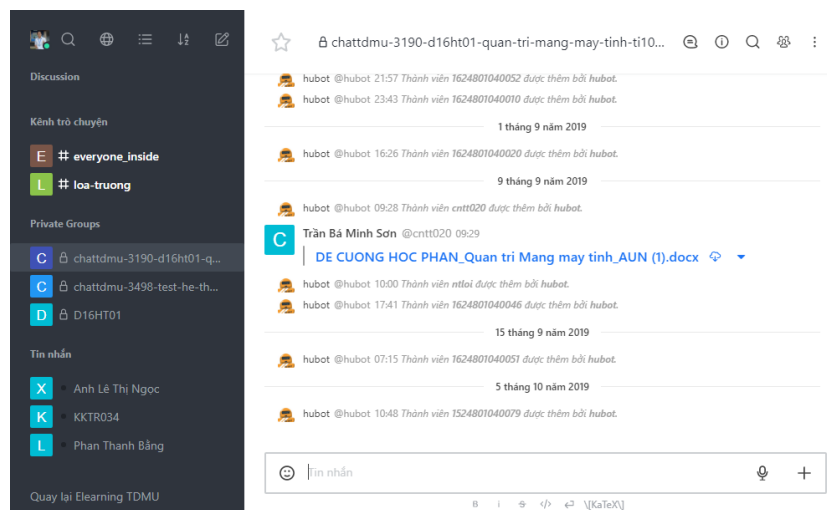 Discussion
Kênh trò chuyện
E # everyone_inside
L # loa-truong
Private Groups
C chattdmu-3190-d16ht01-q...
C chattdmu-3498-test-he-th...
D D16HT01
Tin nhắn
X Anh Lê Thị Ngọc
K KKTR034
L Phan Thanh Bằng
Quay lại Elearning TDMU
chattdmu-3190-d16ht01-quan-tri-mang-may-tinh-ti10...
hubot @hubot 21:57 Thành viên 1624801040052 được thêm bởi hubot.
hubot @hubot 23:43 Thành viên 1624801040010 được thêm bởi hubot.
1 tháng 9 năm 2019
hubot @hubot 16:26 Thành viên 1624801040020 được thêm bởi hubot.
9 tháng 9 năm 2019
hubot @hubot 09:28 Thành viên cntt020 được thêm bởi hubot.
C Trần Bá Minh Sơn @cntt020 09:29
DE CUONG HOC PHAN_Quan tri Mang may tinh_AUN (1).docx
hubot @hubot 10:00 Thành viên ntloi được thêm bởi hubot.
hubot @hubot 17:41 Thành viên 1624801040046 được thêm bởi hubot.
15 tháng 9 năm 2019
hubot @hubot 07:15 Thành viên 1624801040051 được thêm bởi hubot.
5 tháng 10 năm 2019
hubot @hubot 10:48 Thành viên 1524801040079 được thêm bởi hubot.
Tin nhắn
B i S </> \[KaTeX\]